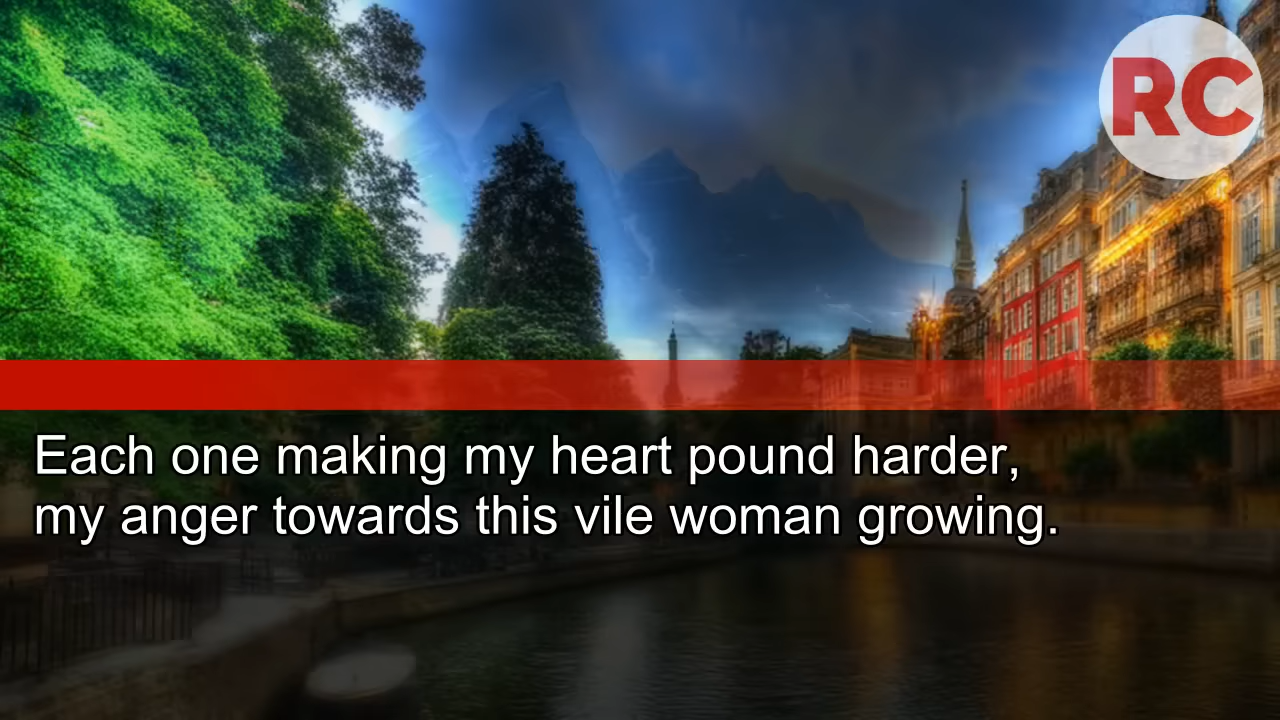 RC
Each one making my heart pound harder,
my anger towards this vile woman growing.